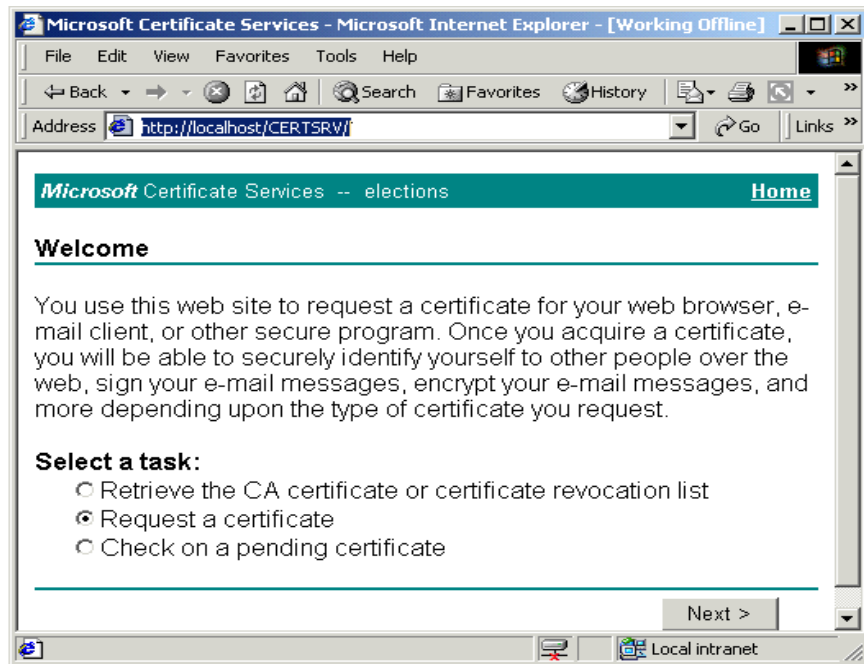 Microsoft Certificate Services - Microsoft Internet Explorer - [Working Offline]
File Edit View Favorites Tools Help
Back Search Favorites History »
Address http://localhost/CERTSRV/ Go Links »
Microsoft Certificate Services -- elections Home
Welcome
You use this web site to request a certificate for your web browser, e-
mail client, or other secure program. Once you acquire a certificate,
you will be able to securely identify yourself to other people over the
web, sign your e-mail messages, encrypt your e-mail messages, and
more depending upon the type of certificate you request.
Select a task:
Retrieve the CA certificate or certificate revocation list
Request a certificate
Check on a pending certificate
Next >
Local intranet